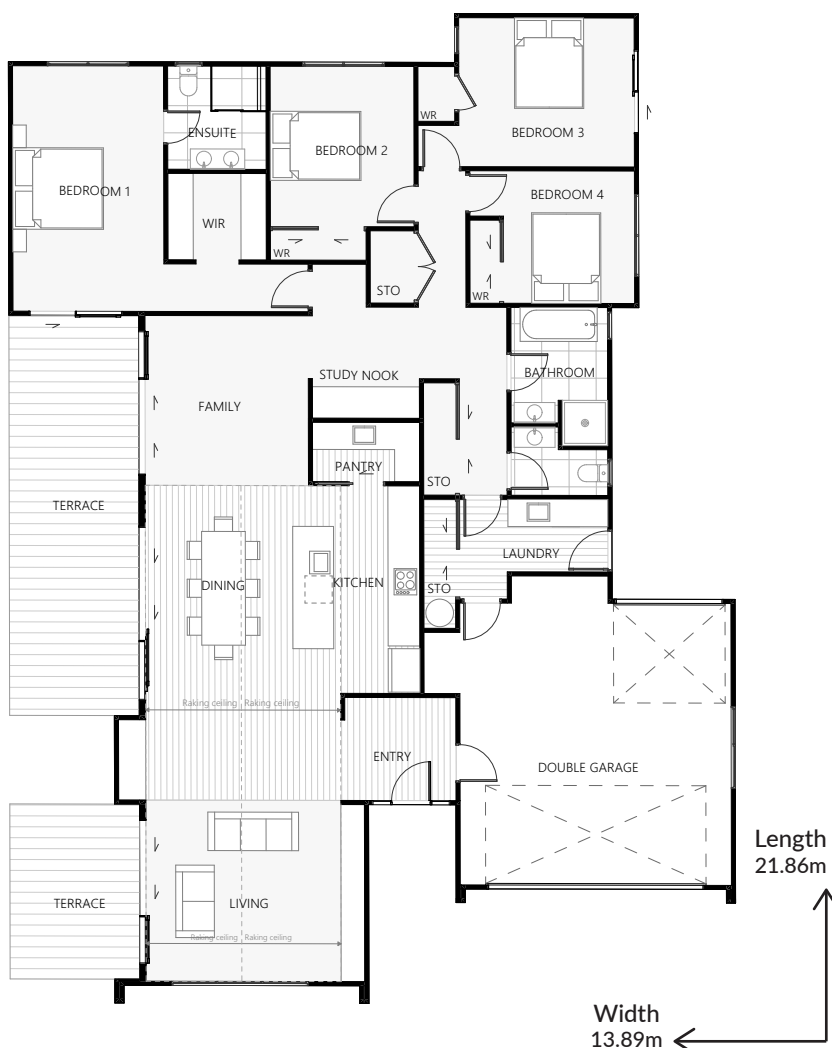 WR
BEDROOM 3
ENSUITE
BEDROOM 2
BEDROOM 1
BEDROOM 4
WIR
WR
STO
WR
STUDY NOOK
BATHROOM
FAMILY
PANTRY
STO
TERRACE
LAUNDRY
DINING
KITCHEN
STO
Raking ceiling Raking ceiling
ENTRY
DOUBLE GARAGE
Length
21.86m
TERRACE
LIVING
Raking ceiling Raking ceiling
Width
13.89m